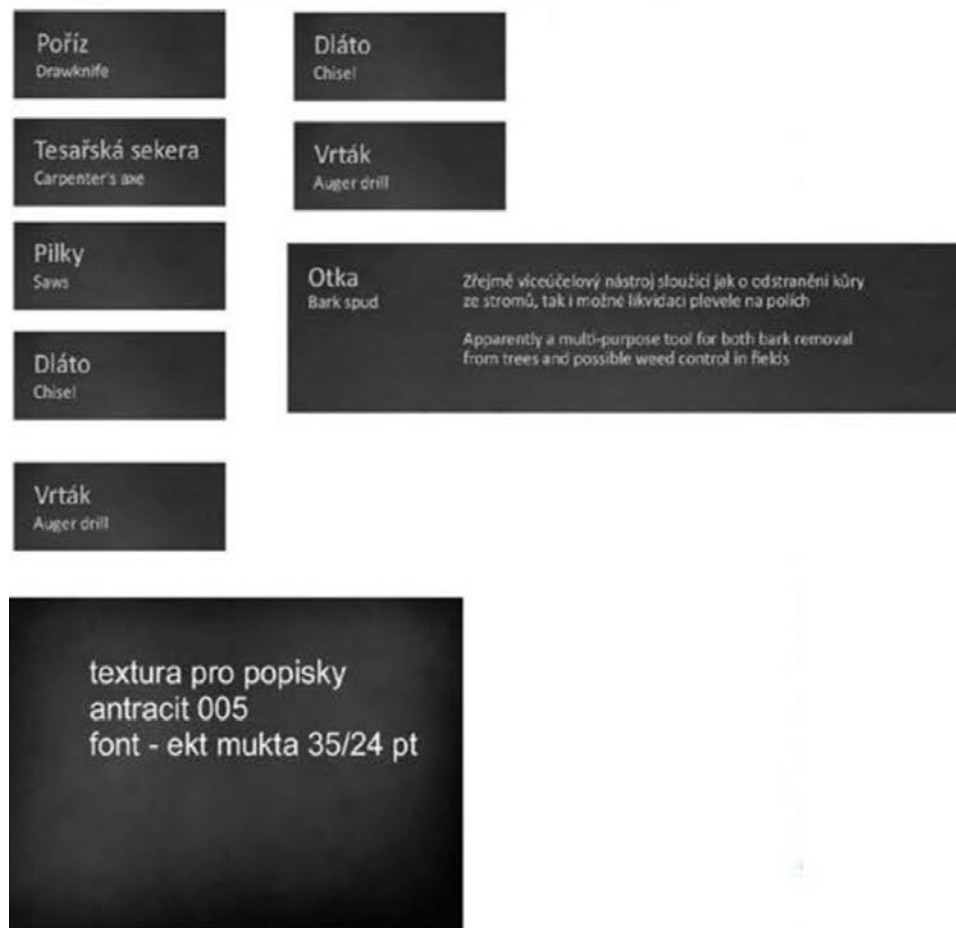 Poříz
Drawknife
Tesařská sekera
Carpenter's axe
Pilky
Saws
Dláto
Chisel
Vrták
Auger drill
Dláto
Chisel
Vrták
Auger drill
Otka
Bark spud
Zřejmě víceúčelový nástroj sloužící jak o odstranění kůry
ze stromů, tak i možné likvidaci plevele na polích
Apparently a multi-purpose tool for both bark removal
from trees and possible weed control in fields
textura pro popisky
antracit 005
font - ekt mukta 35/24 pt